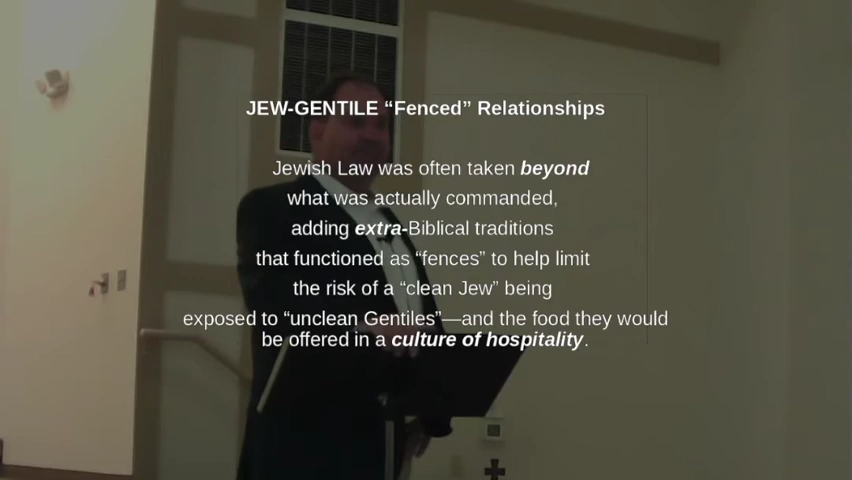 JEW-GENTILE “Fenced” Relationships
Jewish Law was often taken beyond
what was actually commanded,
adding extra-Biblical traditions
that functioned as “fences” to help limit
the risk of a “clean Jew” being
exposed to “unclean Gentiles”—and the food they would
be offered in a culture of hospitality.